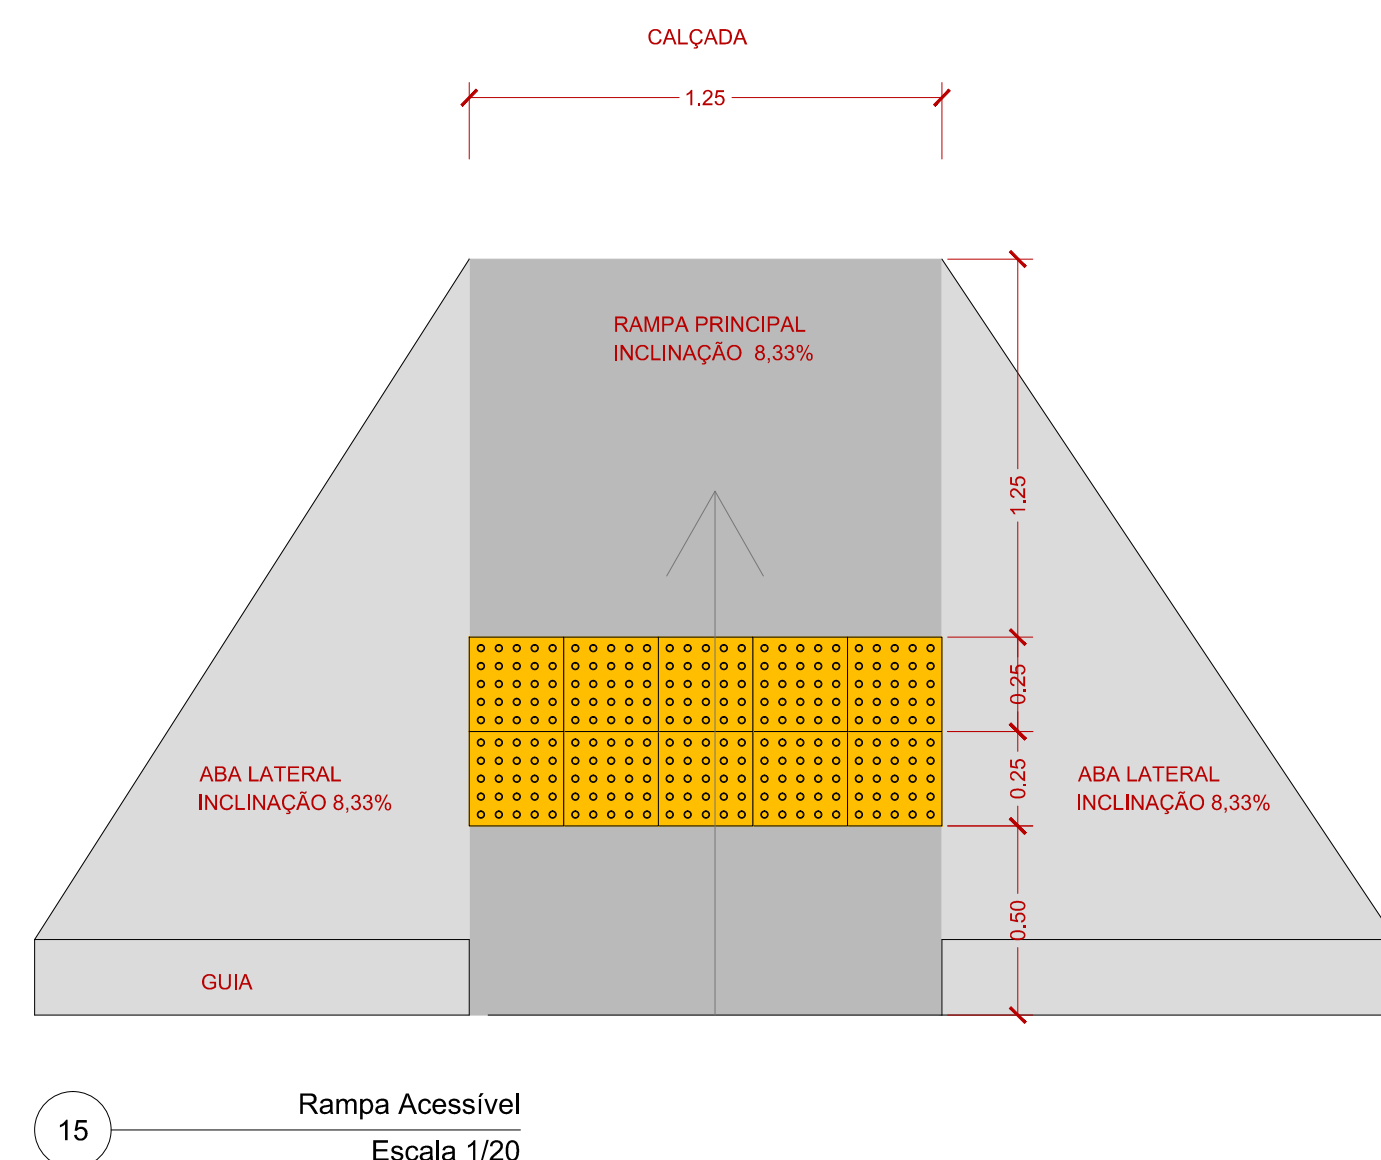 CALÇADA
1.25
RAMPA PRINCIPAL
INCLINAÇÃO 8,33%
1.25
0.25
0.25
ABA LATERAL
INCLINAÇÃO 8,33%
ABA LATERAL
INCLINAÇÃO 8,33%
0.50
GUIA
15
Rampa Acessível
Escala 1/20